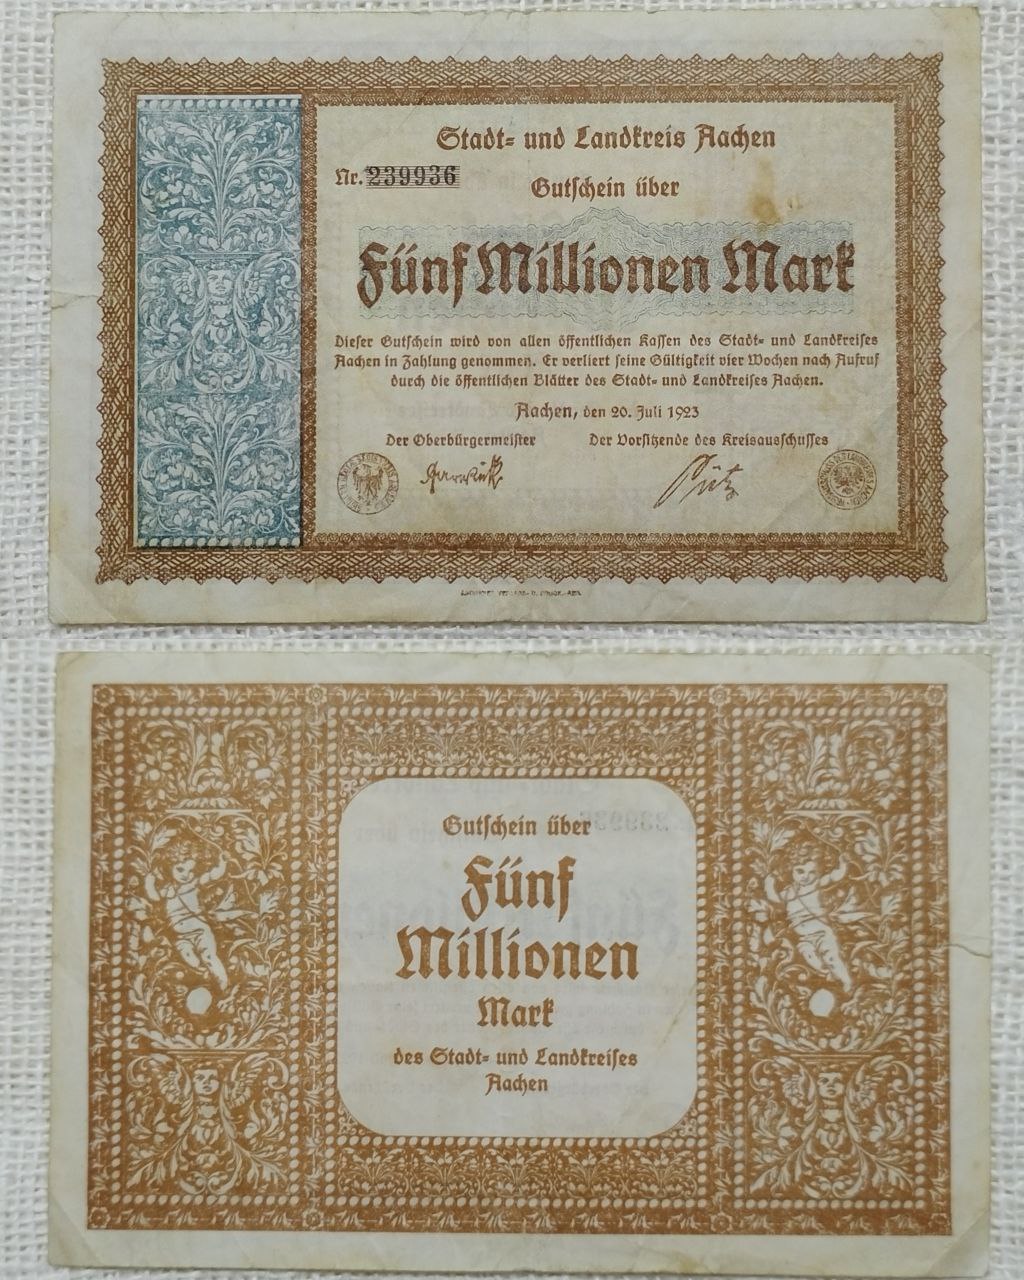 Stadt- und Landkreis Aachen
Nr. 239936
Gutschein über
Fünf Millionen Mark
Dieser Gutschein wird von allen öffentlichen Kassen des Stadt- und Landkreises
Aachen in Zahlung genommen. Er verliert seine Gültigkeit vier Wochen nach Aufruf
durch die öffentlichen Blätter des Stadt- und Landkreises Aachen.
Aachen, den 20. Juli 1923
Der Oberbürgermeister Der Vorsitzende des Kreisausschusses
Gutschein über
Fünf
Millionen
Mark
des Stadt- und Landkreises
Aachen